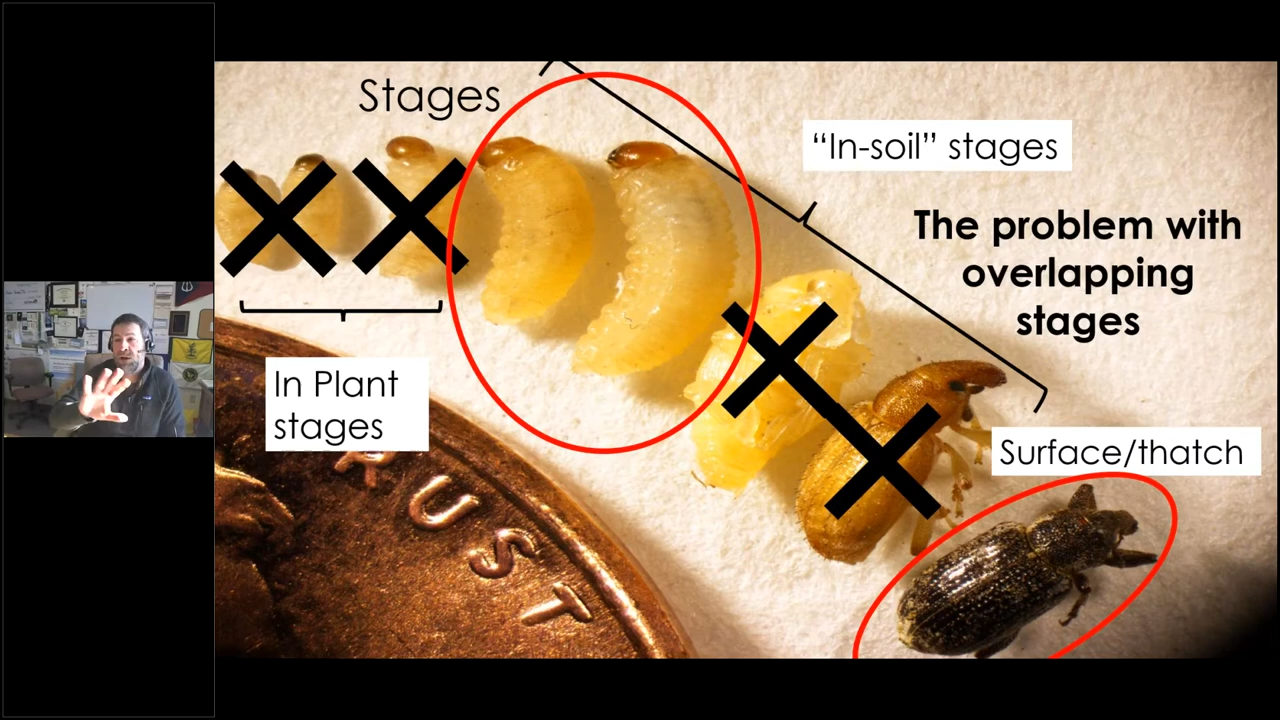 Stages
“In-soil” stages
The problem with
overlapping
stages
In Plant
stages
Surface/thatch
RUST